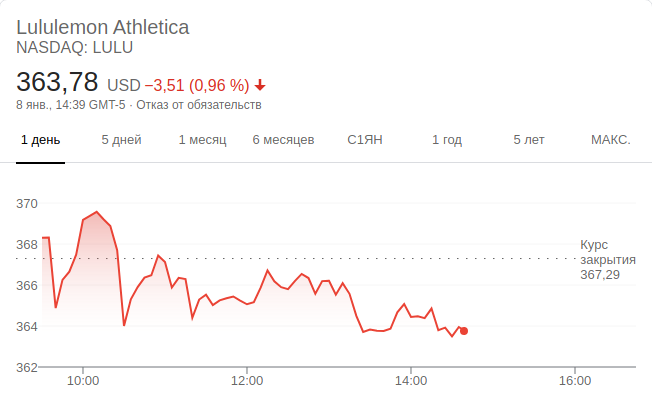 Lululemon Athletica
NASDAQ: LULU
363,78 USD −3,51 (0,96 %)
8 янв., 14:39 GMT-5 · Отказ от обязательств
1 день 5 дней 1 месяц 6 месяцев С1ЯН 1 год 5 лет МАКС.
370
368
366
364
362
Курс
закрытия
367,29
10:00 12:00 14:00 16:00